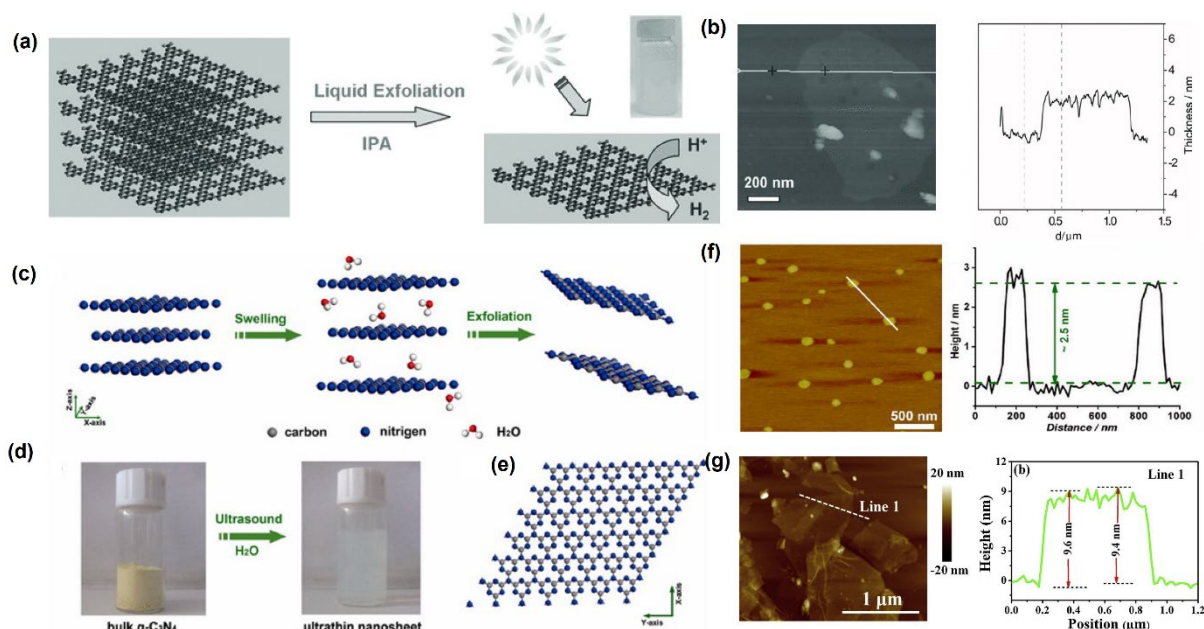 (a)
Liquid Exfoliation
IPA
H⁺
H₂
(b)
200 nm
6
4
2
0
-2
-4
Thickness / nm
0.0 0.5 1.0 1.5
d/μm
(c)
Swelling
Exfoliation
Z-axis
Y-axis
X-axis
carbon
nitrigen
H₂O
(d)
Ultrasound
H₂O
bulk g-C₃N₄
ultrathin nanosheet
(e)
X-axis
Y-axis
(f)
500 nm
Height / nm
3
2
1
0
~ 2.5 nm
0 200 400 600 800 1000
Distance / nm
(g)
Line 1
1 μm
20 nm
-20 nm
(b)
Line 1
Height (nm)
12
9
6
3
0
9.6 nm
9.4 nm
0.0 0.2 0.4 0.6 0.8 1.0 1.2
Position (μm)